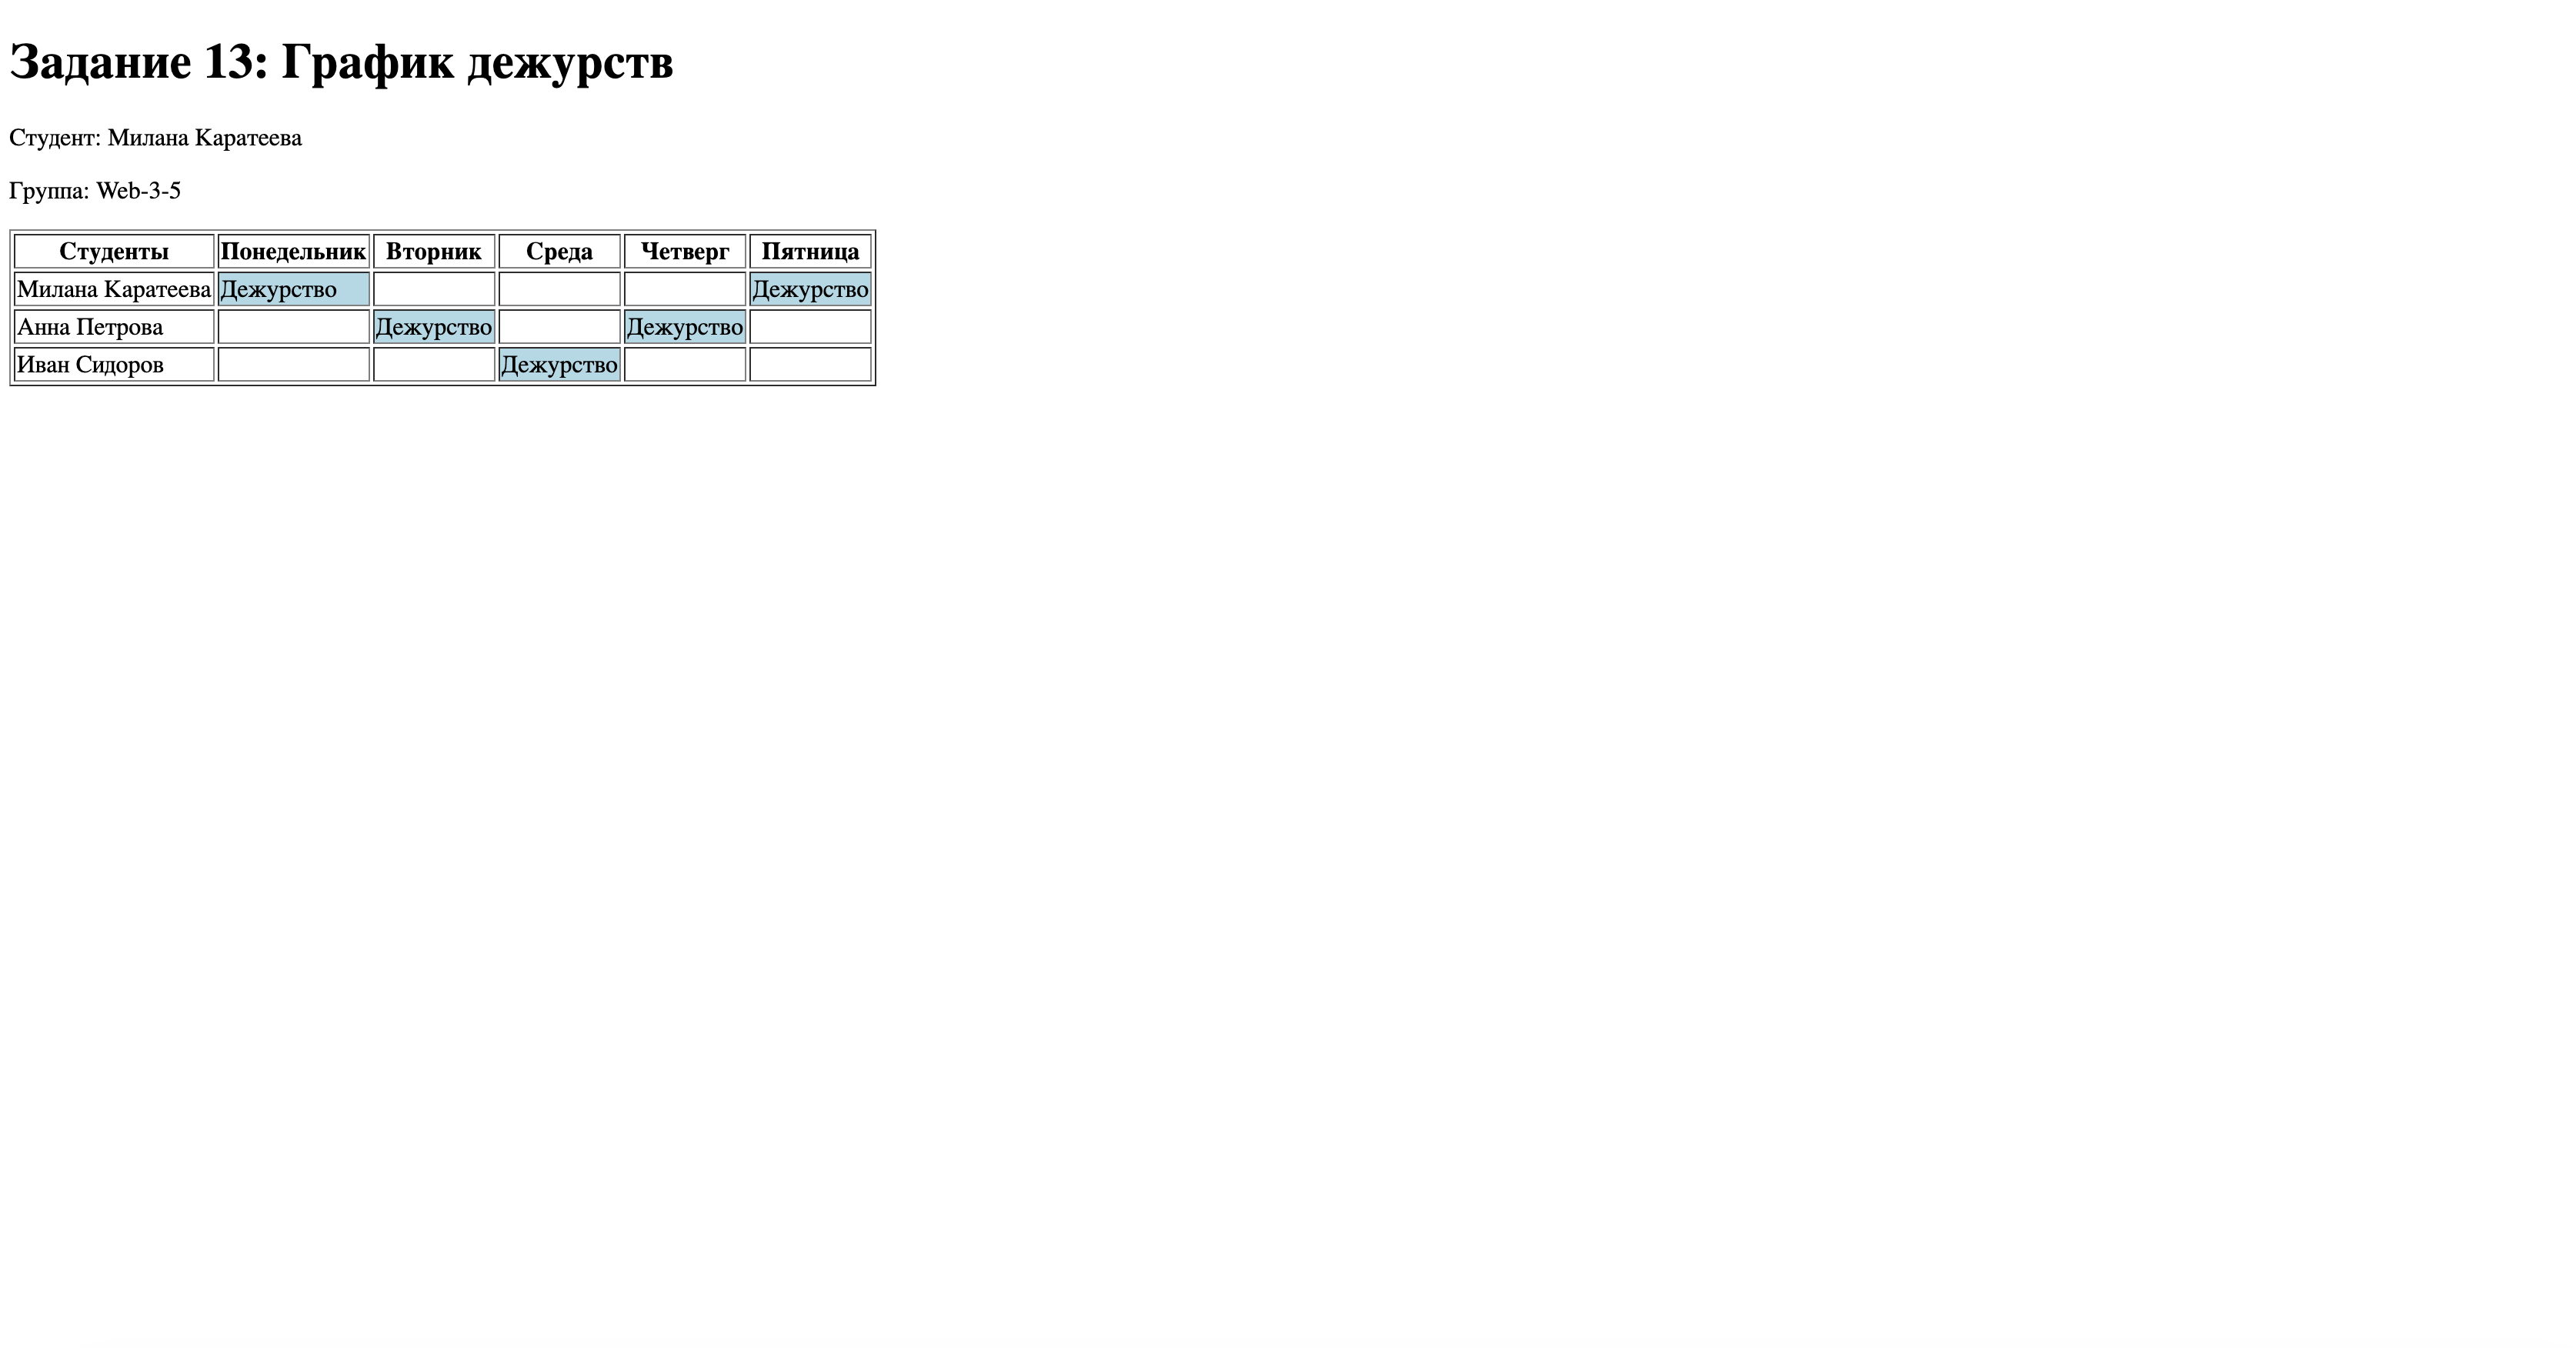 Задание 13: График дежурств
Студент: Милана Каратеева
Группа: Web-3-5
Студенты Понедельник Вторник Среда Четверг Пятница
Милана Каратеева Дежурство Дежурство
Анна Петрова Дежурство Дежурство
Иван Сидоров Дежурство